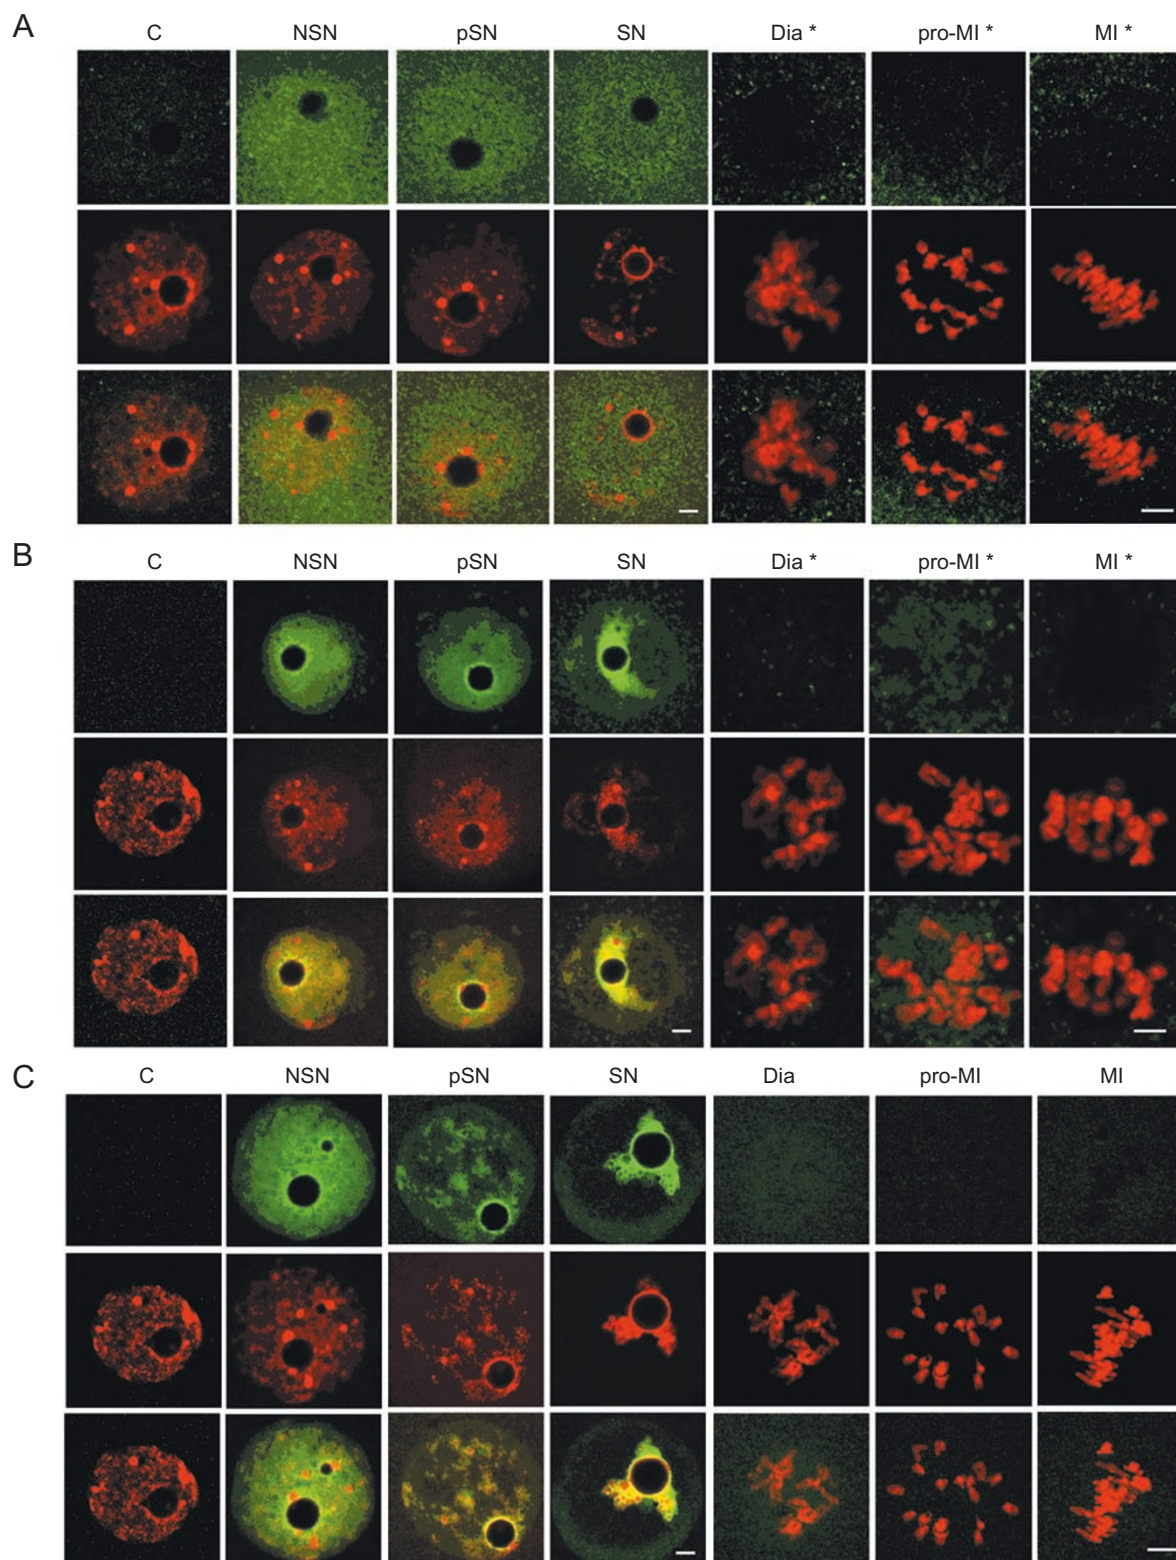 A
C NSN pSN SN Dia * pro-MI * MI *
B
C NSN pSN SN Dia * pro-MI * MI *
C
C NSN pSN SN Dia pro-MI MI